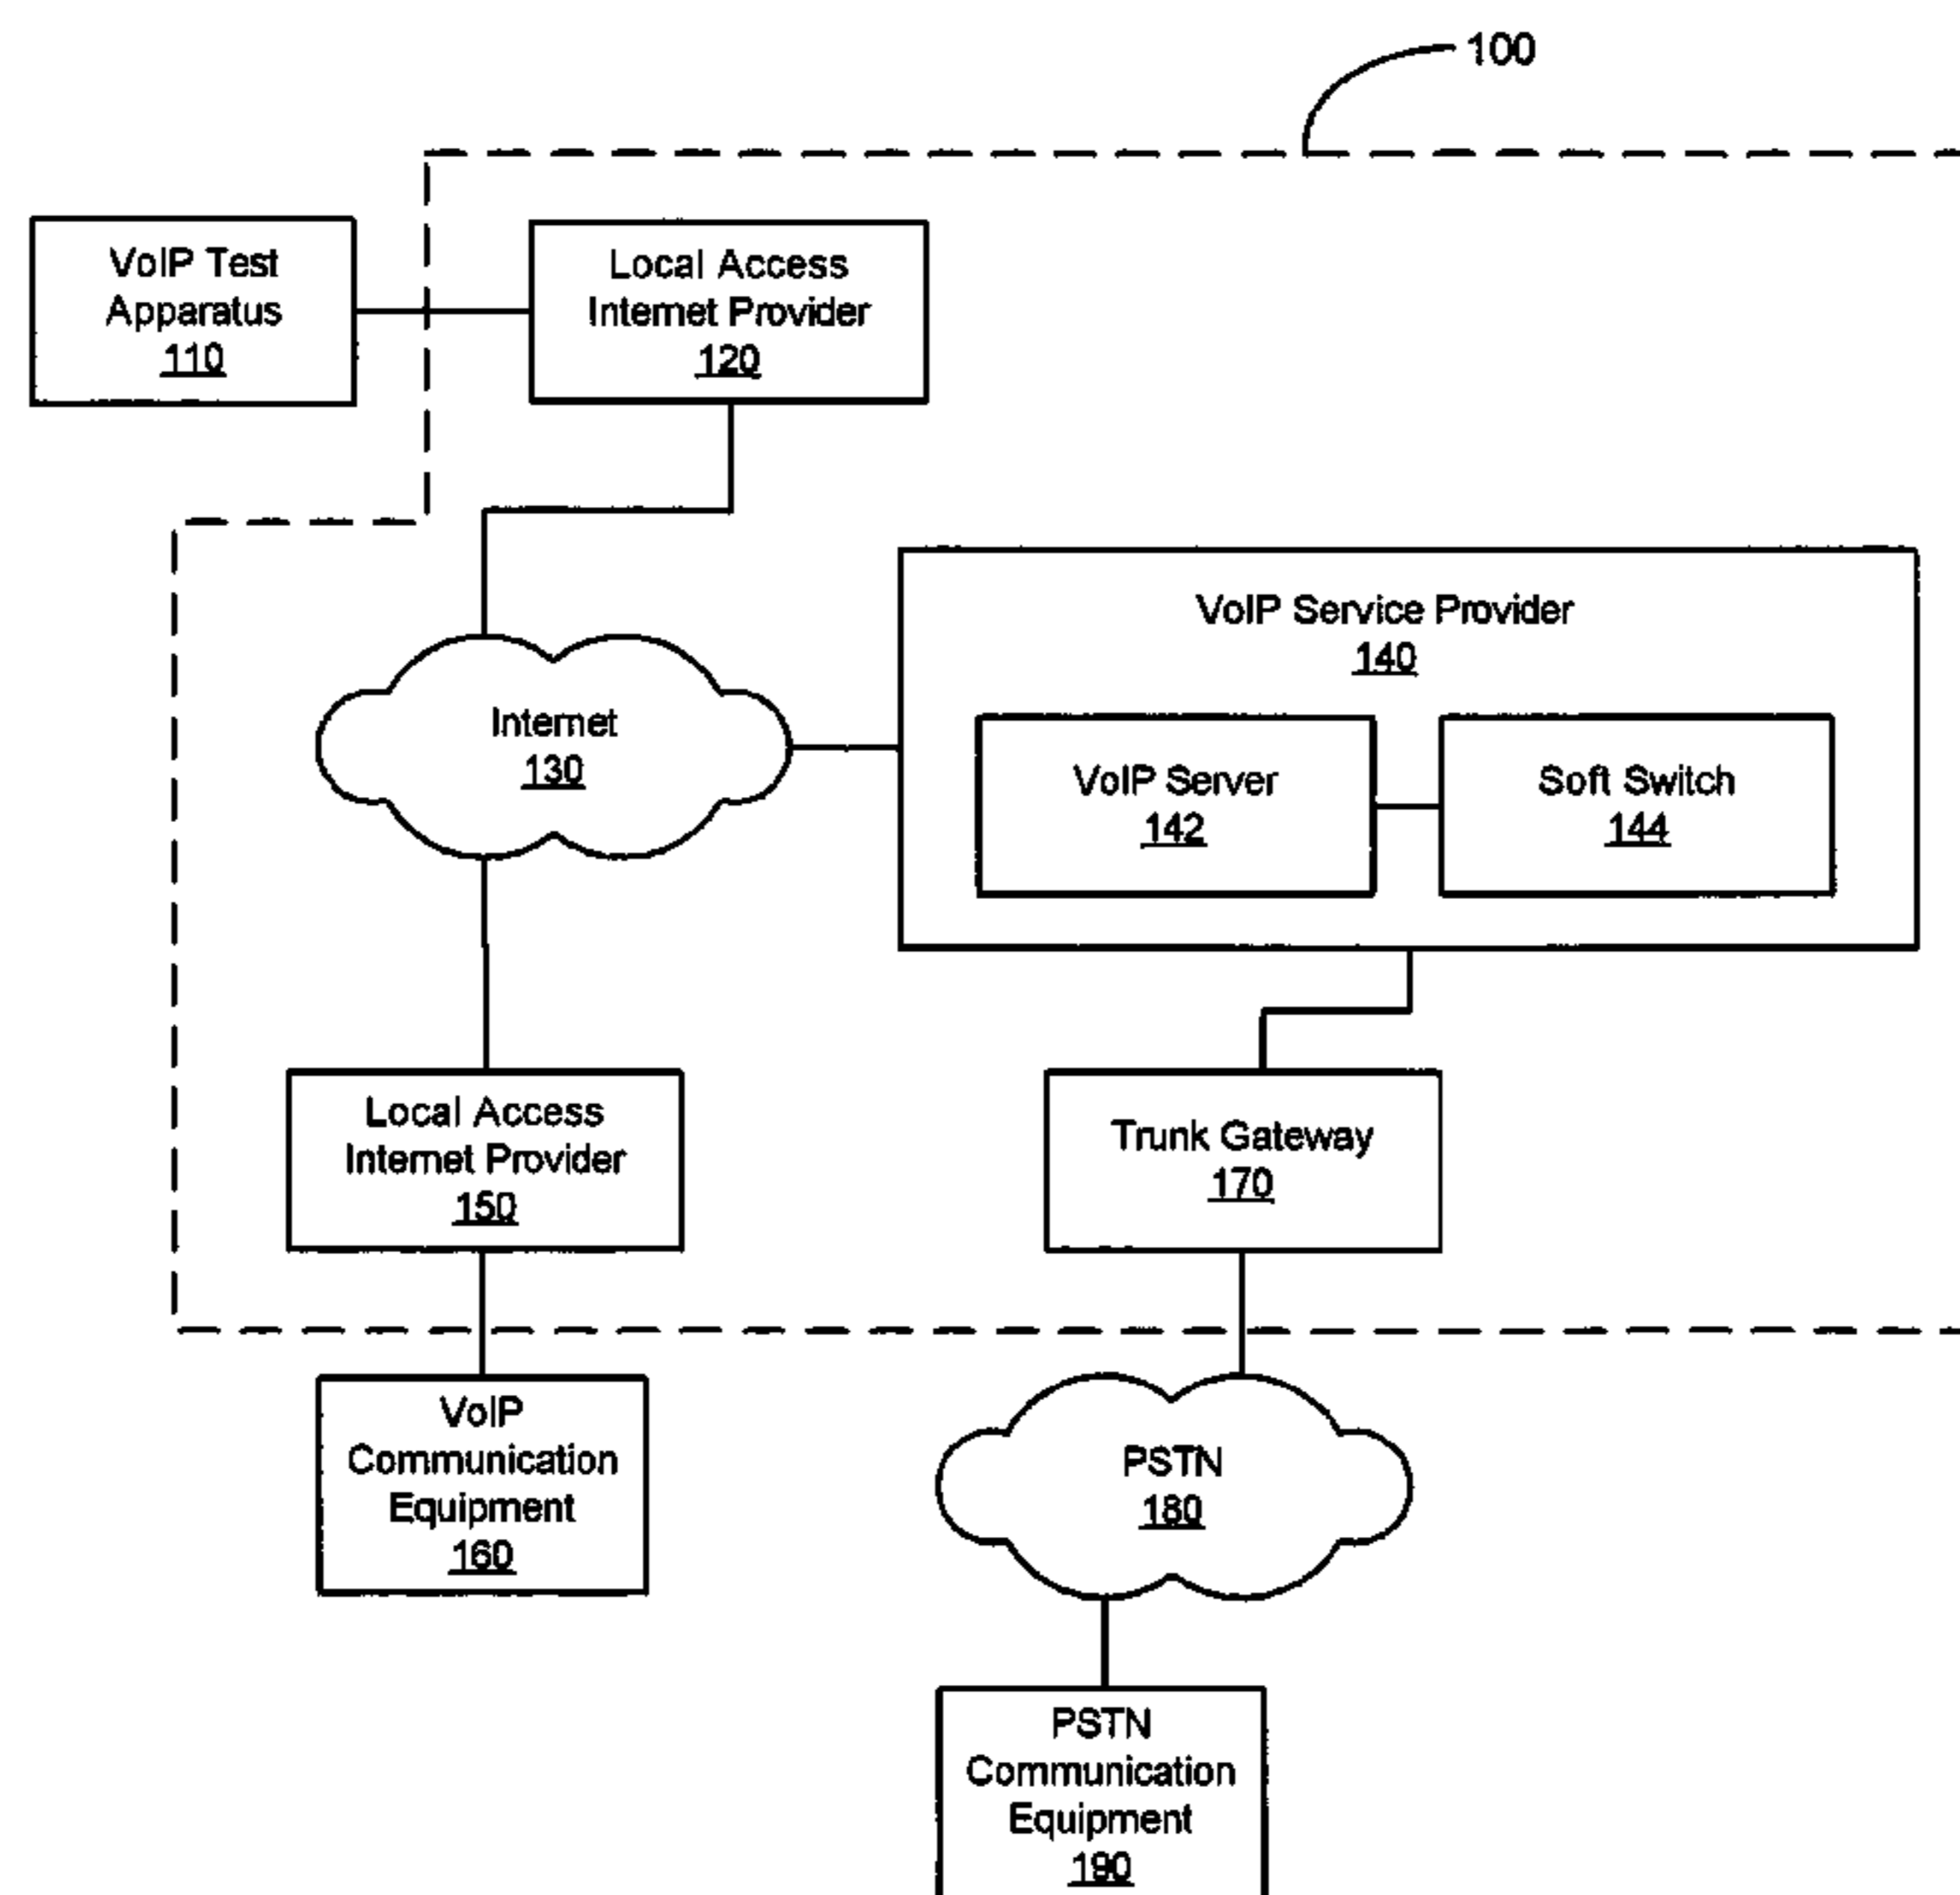 100
VoIP Test
Apparatus
110
Local Access
Internet Provider
120
VoIP Service Provider
140
Internet
130
VoIP Server
142
Soft Switch
144
Local Access
Internet Provider
150
Trunk Gateway
170
VoIP
Communication
Equipment
160
PSTN
180
PSTN
Communication
Equipment
190